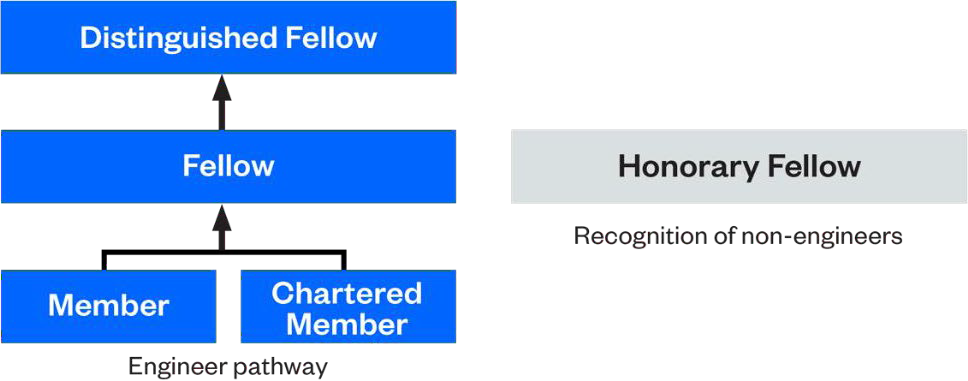 Distinguished Fellow
Fellow
Honorary Fellow
Recognition of non-engineers
Member
Chartered
Member
Engineer pathway